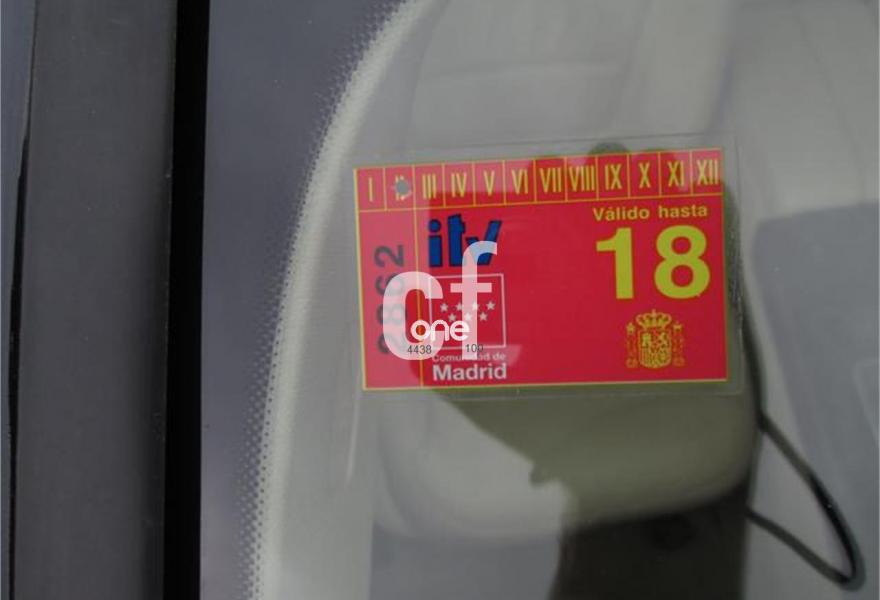 I II III IV V VI VII VIII IX X XI XII
itv
Válido hasta
18
2862
cf
one
4438 100
Comunidad de
Madrid